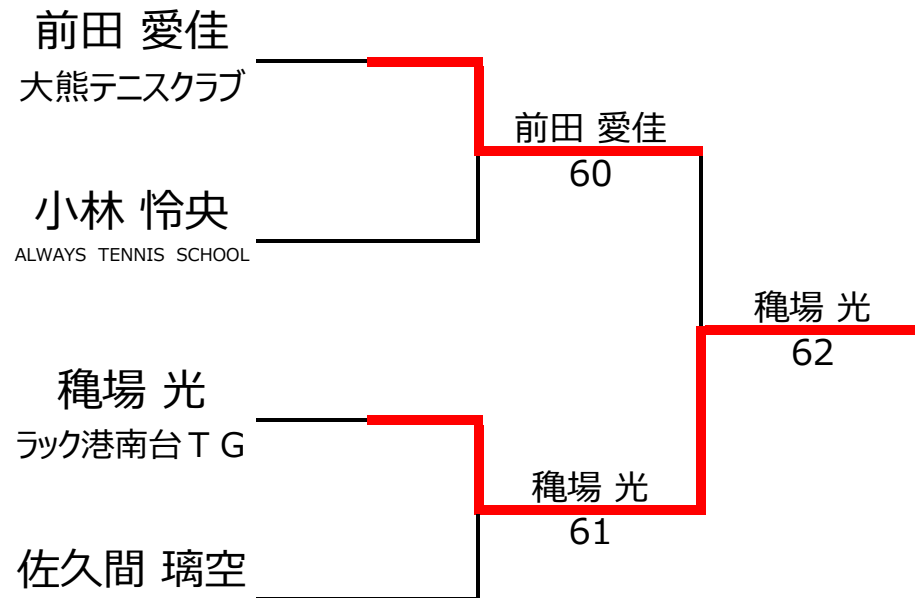 前田 愛佳
大熊テニスクラブ
前田 愛佳
60
小林 怜央
ALWAYS TENNIS SCHOOL
穐場 光
62
穐場 光
ラック港南台TG
穐場 光
61
佐久間 璃空